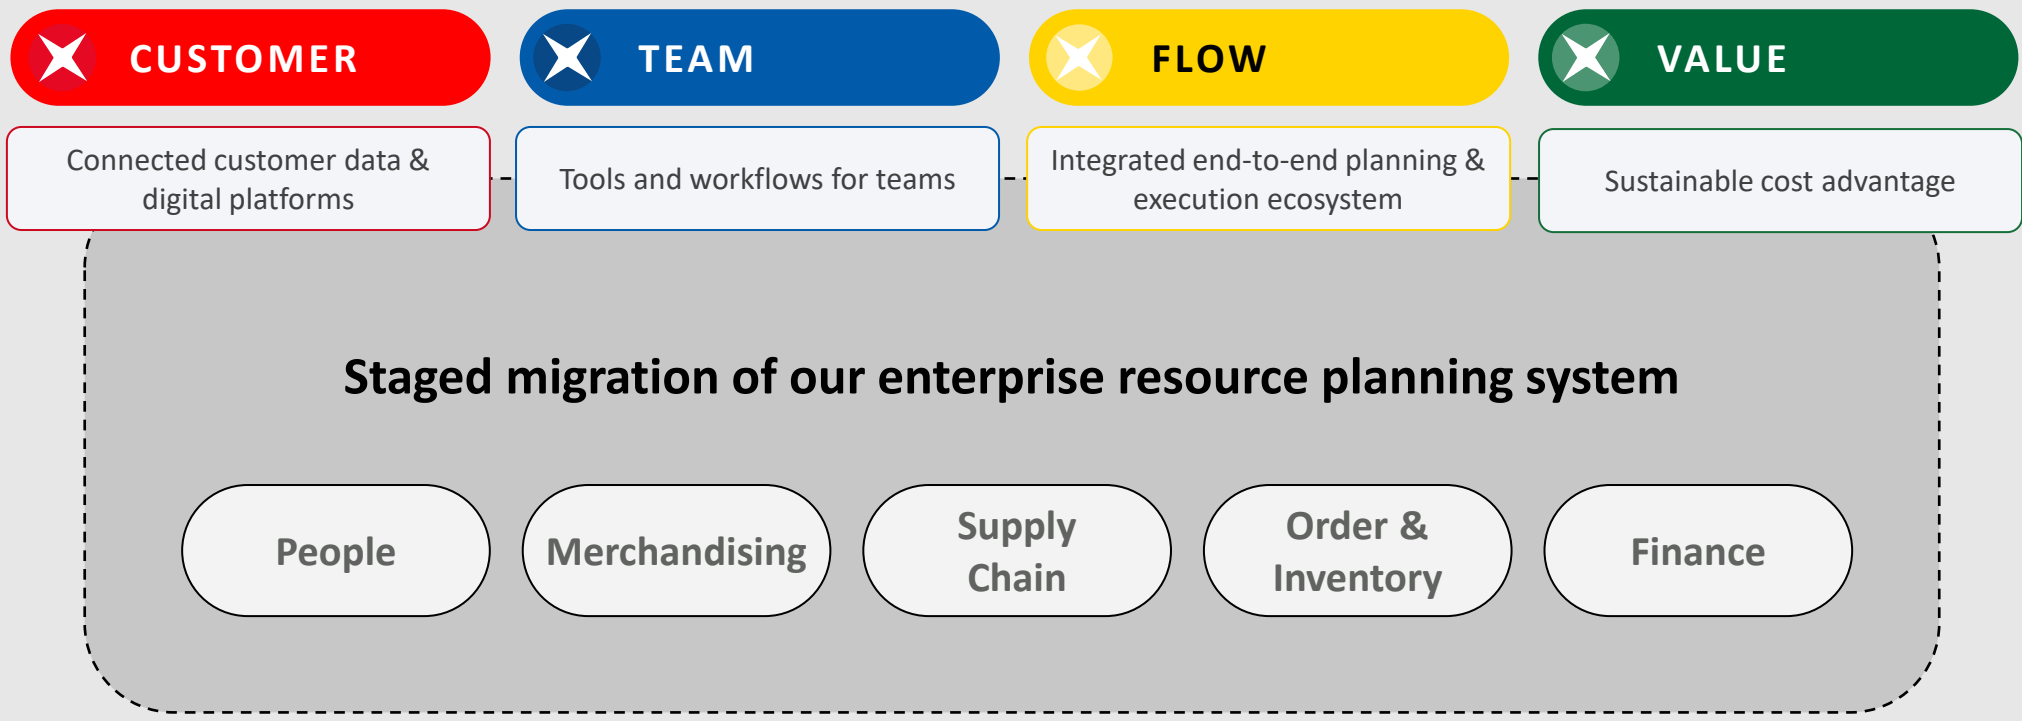 CUSTOMER
TEAM
FLOW
VALUE
Connected customer data &
digital platforms
Tools and workflows for teams
Integrated end-to-end planning &
execution ecosystem
Sustainable cost advantage
Staged migration of our enterprise resource planning system
People
Merchandising
Supply
Chain
Order &
Inventory
Finance